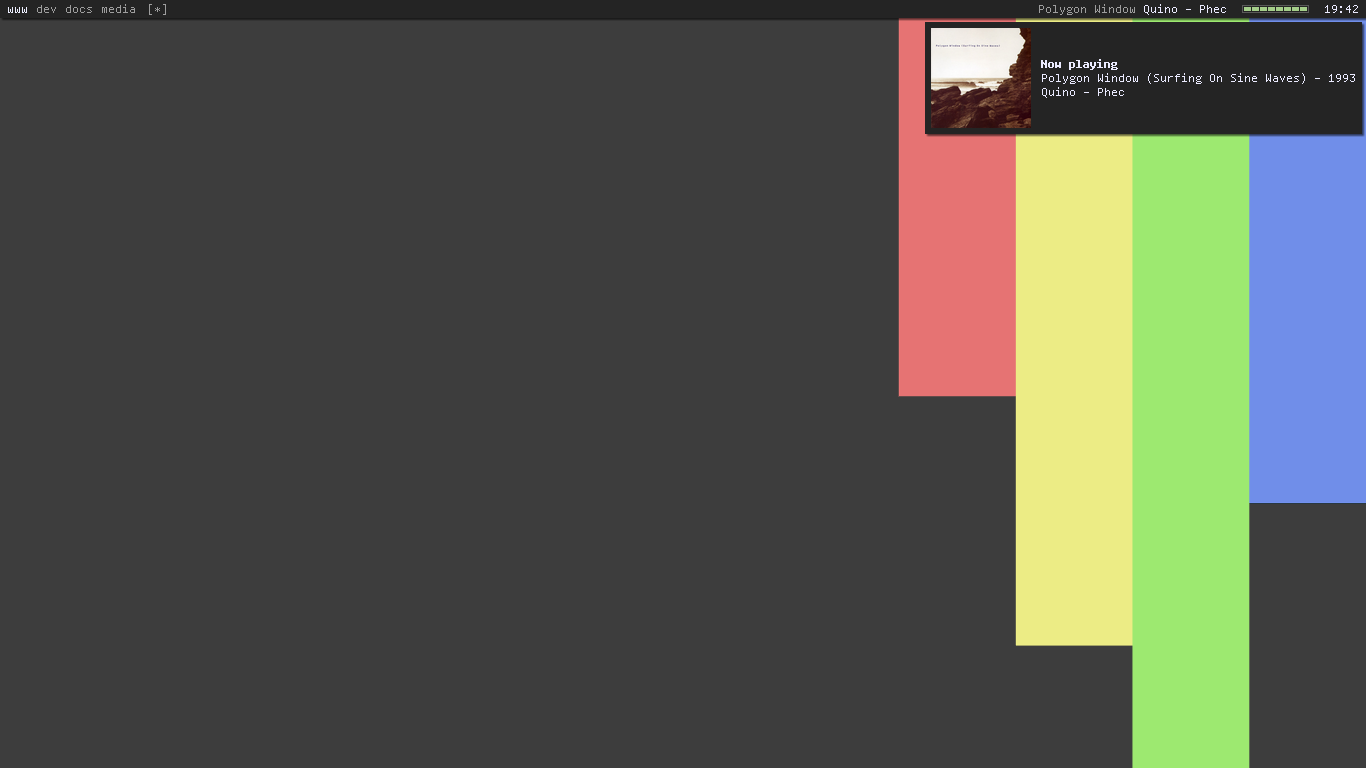 www dev docs media [*]
Polygon Window Quino - Phec 19:42
Polygon Window (Surfing On Sine Waves)
Now playing
Polygon Window (Surfing On Sine Waves) - 1993
Quino - Phec